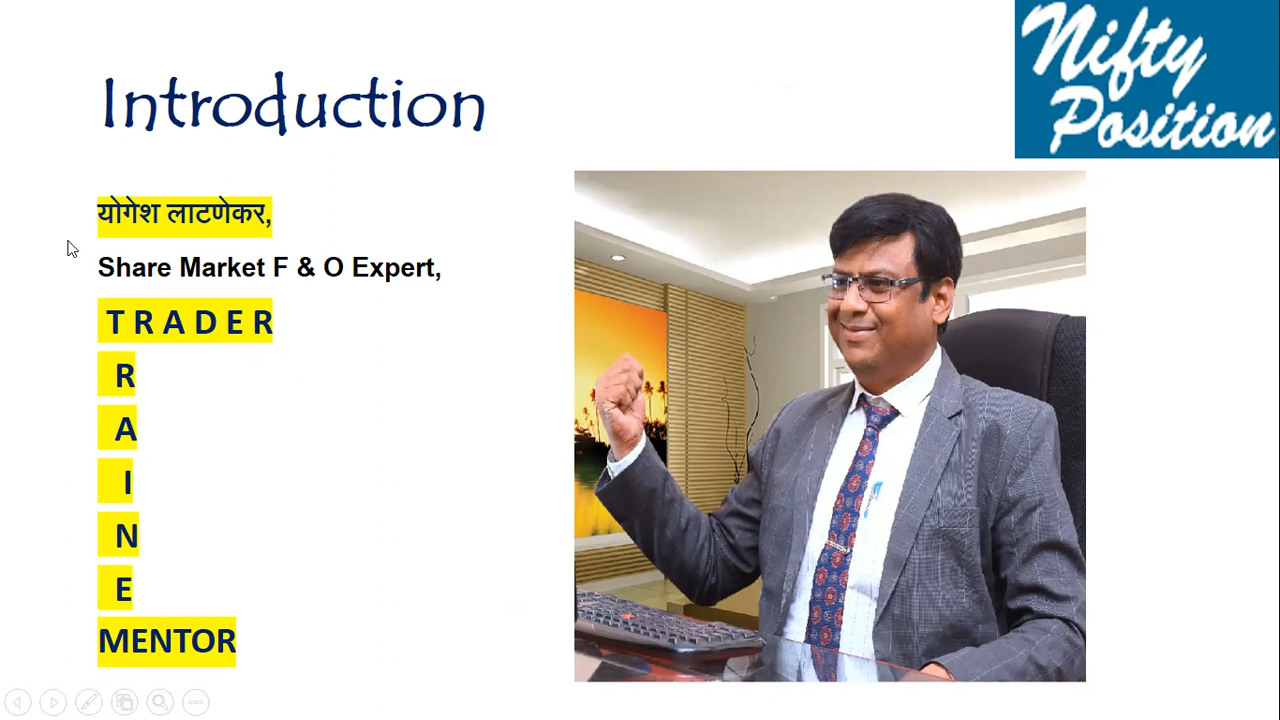 Nifty
Position
Introduction
योगेश लाटणेकर,
Share Market F & O Expert,
T R A D E R
R
A
I
N
E
MENTOR